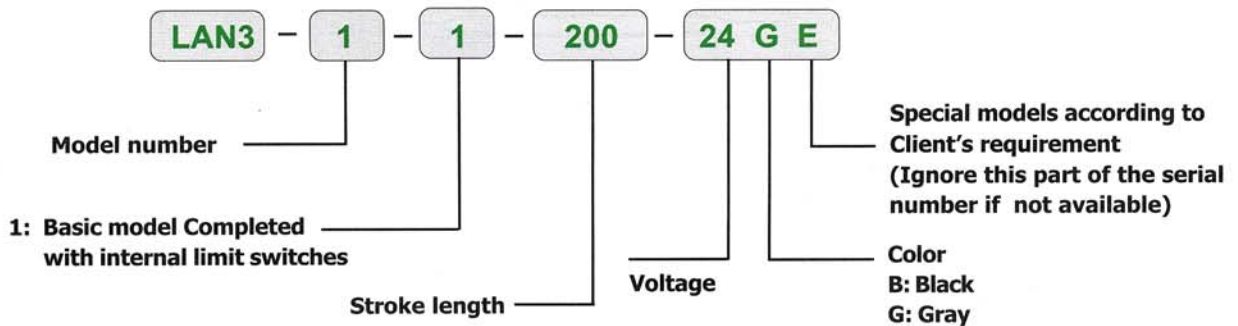 LAN3 - 1 - 1 - 200 - 24 G E
Model number
1: Basic model Completed
with internal limit switches
Stroke length
Voltage
Special models according to
Client's requirement
(Ignore this part of the serial
number if not available)
Color
B: Black
G: Gray